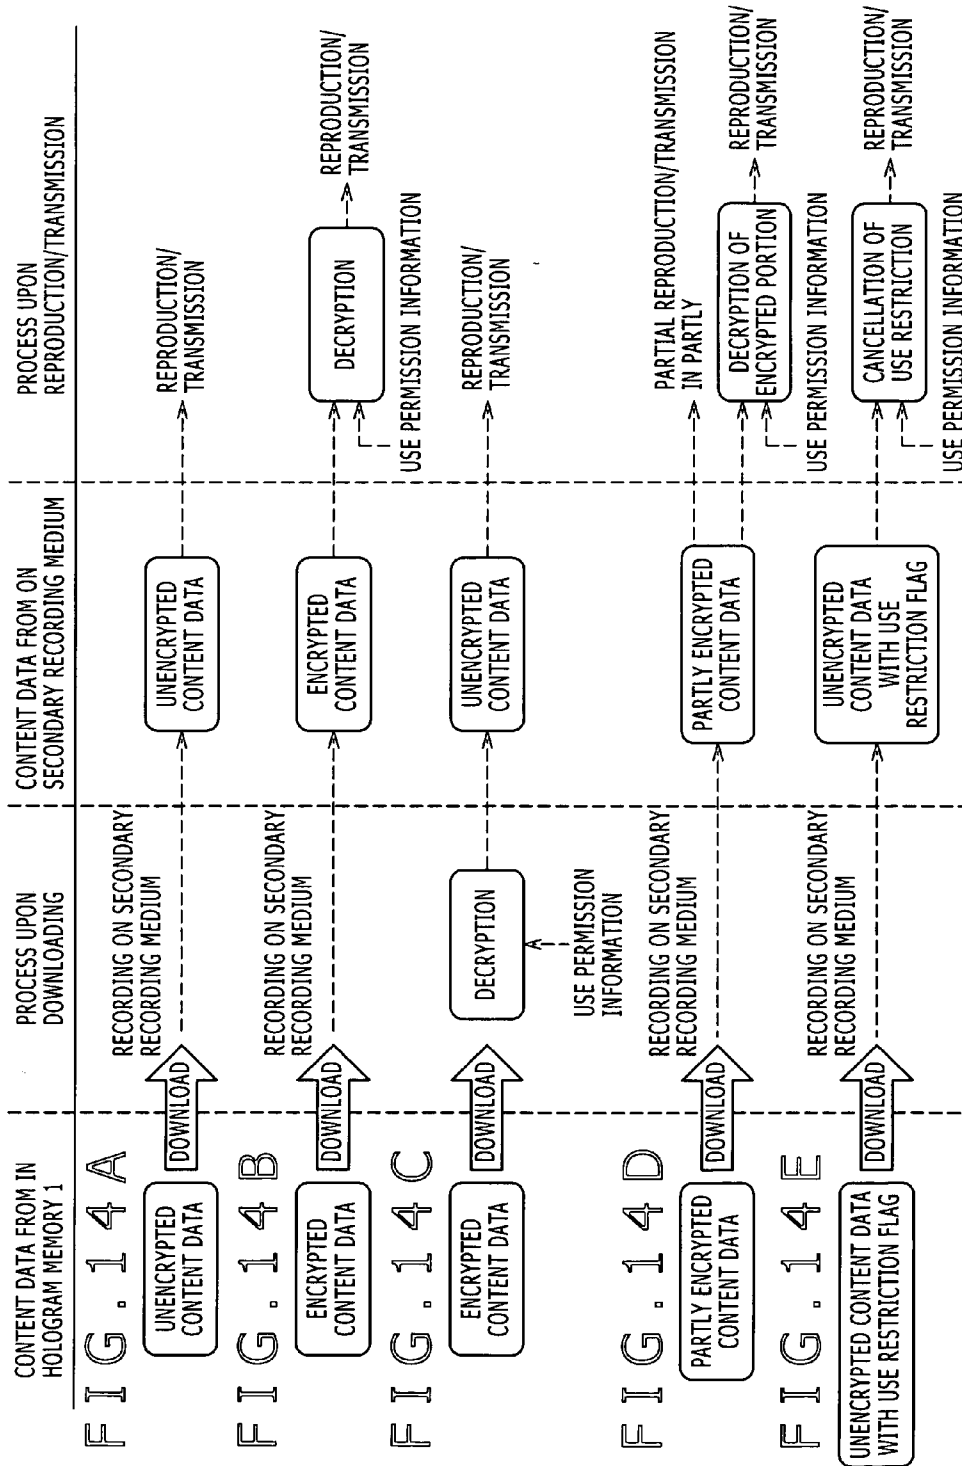 CONTENT DATA FROM IN
HOLOGRAM MEMORY 1
PROCESS UPON
DOWNLOADING
CONTENT DATA FROM ON
SECONDARY RECORDING MEDIUM
PROCESS UPON
REPRODUCTION/TRANSMISSION
FIG.14A
UNENCRYPTED
CONTENT DATA
DOWNLOAD
RECORDING ON SECONDARY
RECORDING MEDIUM
UNENCRYPTED
CONTENT DATA
REPRODUCTION/
TRANSMISSION
FIG.14B
ENCRYPTED
CONTENT DATA
DOWNLOAD
RECORDING ON SECONDARY
RECORDING MEDIUM
ENCRYPTED
CONTENT DATA
DECRYPTION
USE PERMISSION INFORMATION
REPRODUCTION/
TRANSMISSION
FIG.14C
ENCRYPTED
CONTENT DATA
DOWNLOAD
DECRYPTION
USE PERMISSION
INFORMATION
UNENCRYPTED
CONTENT DATA
REPRODUCTION/
TRANSMISSION
FIG.14D
PARTLY ENCRYPTED
CONTENT DATA
DOWNLOAD
RECORDING ON SECONDARY
RECORDING MEDIUM
PARTLY ENCRYPTED
CONTENT DATA
PARTIAL REPRODUCTION/TRANSMISSION
IN PARTLY
DECRYPTION OF
ENCRYPTED PORTION
USE PERMISSION INFORMATION
REPRODUCTION/
TRANSMISSION
FIG.14E
UNENCRYPTED CONTENT DATA
WITH USE RESTRICTION FLAG
DOWNLOAD
RECORDING ON SECONDARY
RECORDING MEDIUM
UNENCRYPTED
CONTENT DATA
WITH USE
RESTRICTION FLAG
CANCELLATION OF
USE RESTRICTION
USE PERMISSION INFORMATION
REPRODUCTION/
TRANSMISSION